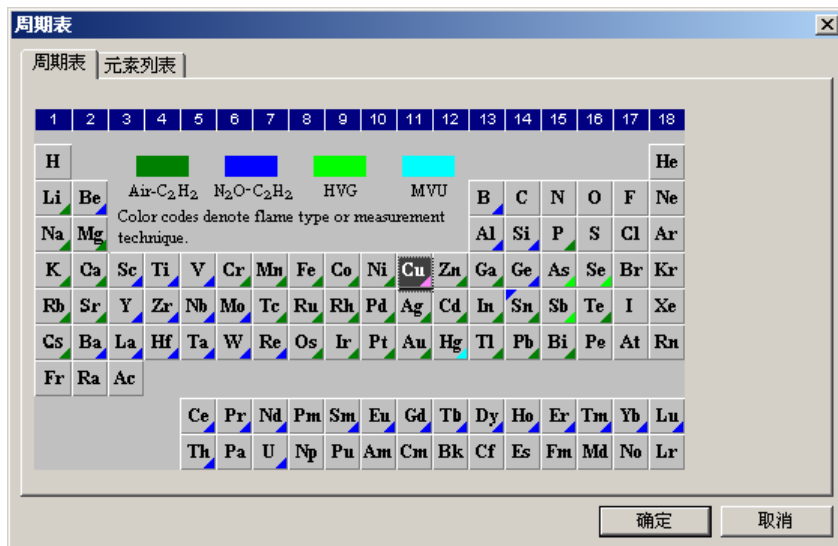 周期表
周期表 元素列表
1 2 3 4 5 6 7 8 9 10 11 12 13 14 15 16 17 18
H He
Li Be Air-C2H2 N2O-C2H2 HVG MVU B C N O F Ne
Color codes denote flame type or measurement
Na Mg technique. Al Si P S Cl Ar
K Ca Sc Ti V Cr Mn Fe Co Ni Cu Zn Ga Ge As Se Br Kr
Rb Sr Y Zr Nb Mo Tc Ru Rh Pd Ag Cd In Sn Sb Te I Xe
Cs Ba La Hf Ta W Re Os Ir Pt Au Hg Tl Pb Bi Pe At Rn
Fr Ra Ac
Ce Pr Nd Pm Sm Eu Gd Tb Dy Ho Er Tm Yb Lu
Th Pa U Np Pu Am Cm Bk Cf Es Fm Md No Lr
确定 取消